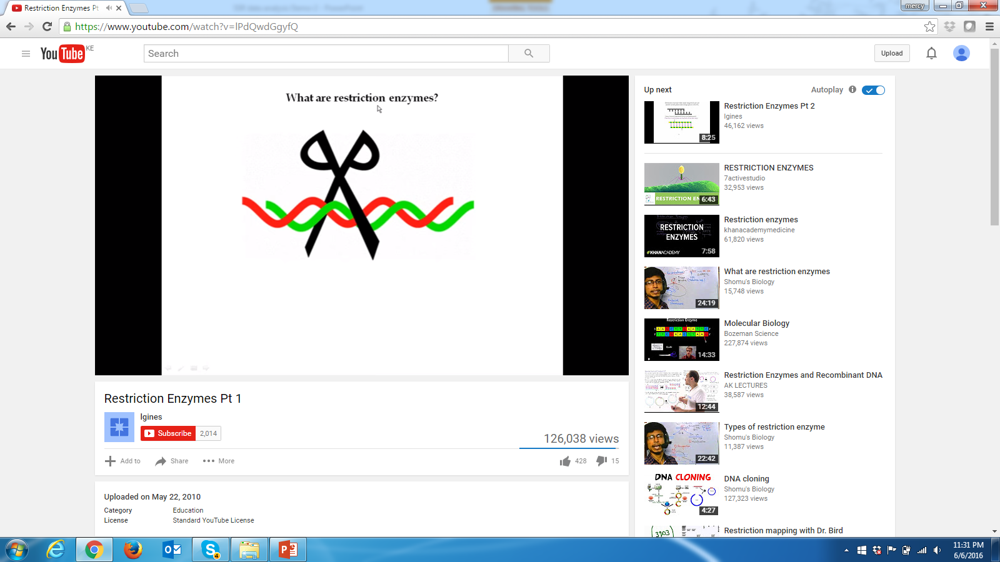 Restriction Enzymes Pt
mercy
https://www.youtube.com/watch?v=lPdQwdGgyfQ
YouTube KE
Search
Upload
What are restriction enzymes?
Restriction Enzymes Pt 1
lgines
Subscribe 2,014
126,038 views
Add to Share More 428 15
Uploaded on May 22, 2010
Category Education
License Standard YouTube License
Up next Autoplay
8:25
Restriction Enzymes Pt 2
lgines
46,162 views
RESTRICTION EN
6:43
RESTRICTION ENZYMES
7activestudio
32,953 views
RESTRICTION
ENZYMES
KHANACADEMY 7:58
Restriction enzymes
khanacademymedicine
61,820 views
24:19
What are restriction enzymes
Shomu's Biology
15,748 views
Restriction Enzyme
14:33
Molecular Biology
Bozeman Science
227,874 views
12:44
Restriction Enzymes and Recombinant DNA
AK LECTURES
38,587 views
22:42
Types of restriction enzyme
Shomu's Biology
11,387 views
DNA CLONING
4:27
DNA cloning
Shomu's Biology
127,323 views
Restriction mapping with Dr. Bird
4
11:31 PM
6/6/2016